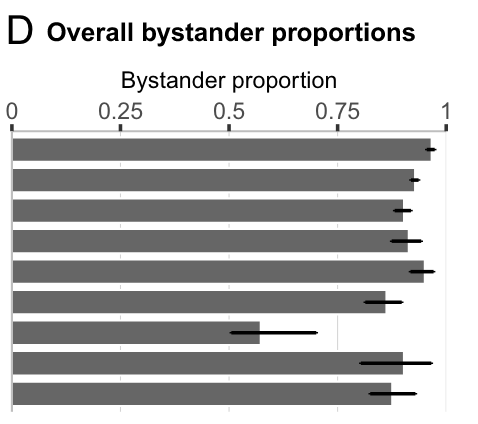 D Overall bystander proportions
Bystander proportion
0 0.25 0.5 0.75 1